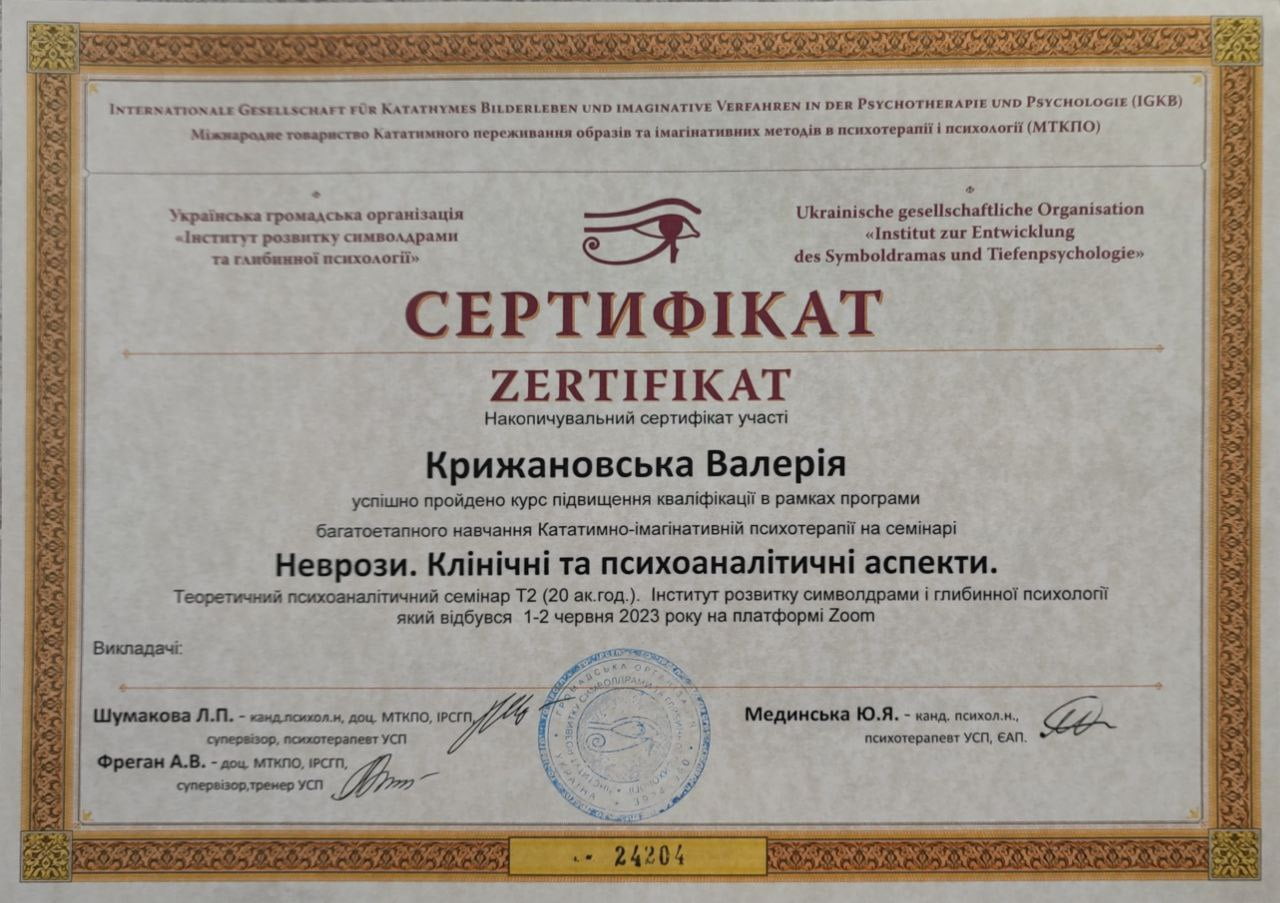 Internationale Gesellschaft für Katathymes Bilderleben und imaginative Verfahren in der Psychotherapie und Psychologie (IGKB)
Міжнародне товариство Кататимного переживання образів та імагінативних методів в психотерапії і психології (МТКПО)
Українська громадська організація
«Інститут розвитку символдрами
та глибинної психології»
Ukrainische gesellschaftliche Organisation
«Institut zur Entwicklung
des Symboldramas und Tiefenpsychologie»
СЕРТИФІКАТ
ZERTIFIKAT
Накопичувальний сертифікат участі
Крижановська Валерія
успішно пройдено курс підвищення кваліфікації в рамках програми
багатоетапного навчання Кататимно-імагінативній психотерапії на семінарі
Неврози. Клінічні та психоаналітичні аспекти.
Теоретичний психоаналітичний семінар Т2 (20 ак.год.). Інститут розвитку символдрами і глибинної психології
який відбувся 1-2 червня 2023 року на платформі Zoom
Викладачі:
Шумакова Л.П. - канд.психол.н, доц. МТКПО, ІРСГП,
супервізор, психотерапевт УСП
Фреган А.В. - доц. МТКПО, ІРСГП,
супервізор,тренер УСП
Мединська Ю.Я. - канд. психол.н.,
психотерапевт УСП, ЄАП.
ГРОМАДСЬКА ОРГАНІЗАЦІЯ
УКРАЇНА
24204